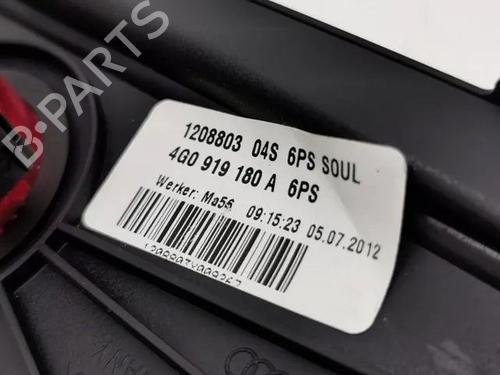 B-PARTS
1208803 04S 6PS SOUL
4G0 919 180 A 6PS
Werker: Ma56 09:15:23 05.07.2012